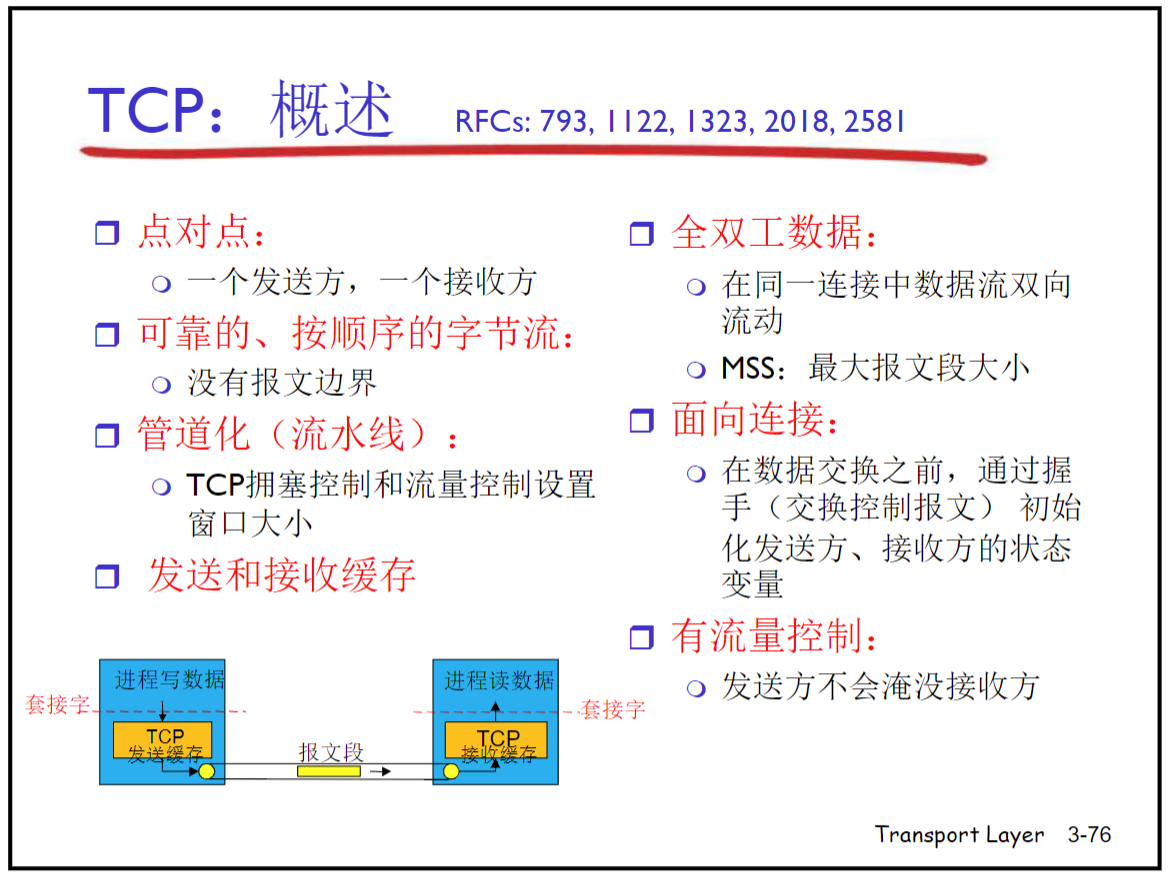 TCP：概述 RFCs: 793, 1122, 1323, 2018, 2581
点对点：
一个发送方，一个接收方
可靠的、按顺序的字节流：
没有报文边界
管道化（流水线）：
TCP拥塞控制和流量控制设置
窗口大小
发送和接收缓存
全双工数据：
在同一连接中数据流双向
流动
MSS：最大报文段大小
面向连接：
在数据交换之前，通过握
手（交换控制报文） 初始
化发送方、接收方的状态
变量
有流量控制：
发送方不会淹没接收方
进程写数据
套接字
TCP
发送缓存
报文段
进程读数据
套接字
TCP
接收缓存
Transport Layer 3-76